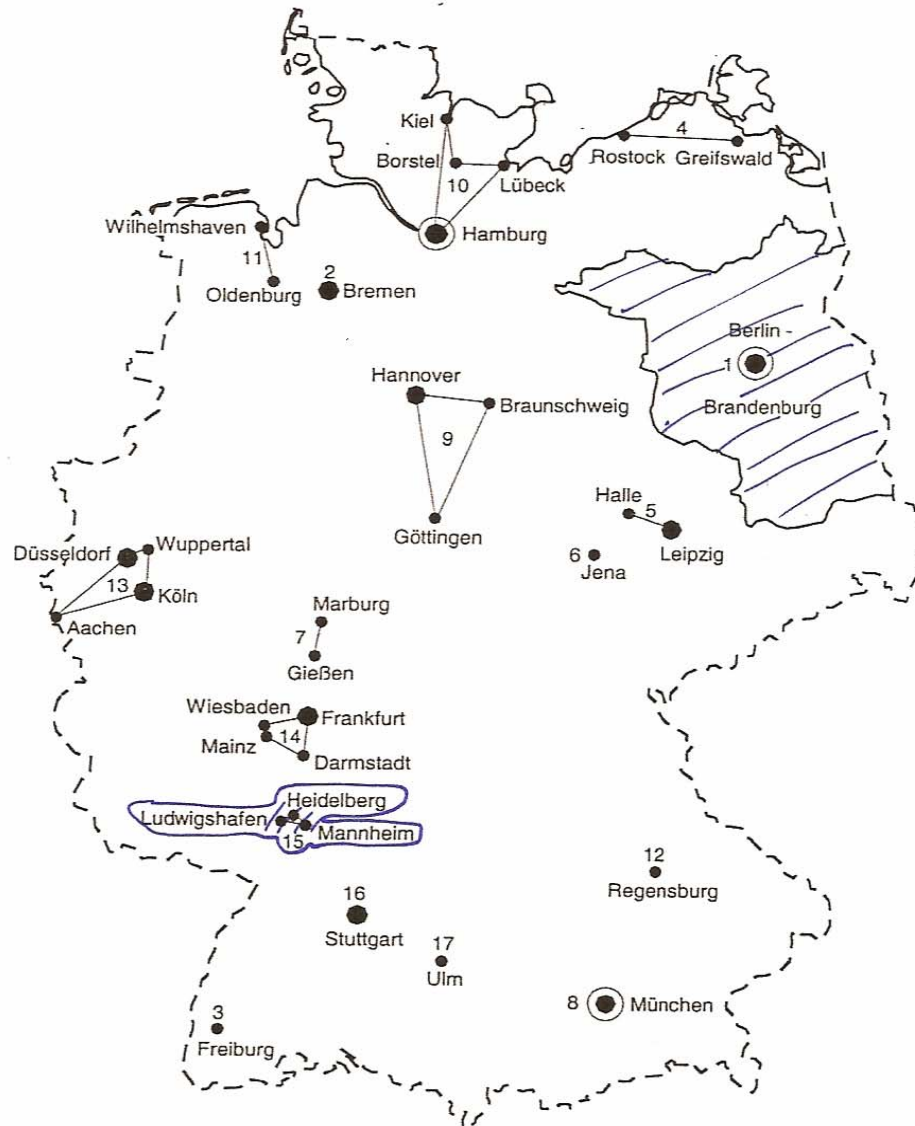 Kiel
4
Borstel
Rostock Greifswald
10
Lübeck
Wilhelmshaven
Hamburg
11
2
Oldenburg
Bremen
Berlin -
1
Hannover
Braunschweig
Brandenburg
9
Halle
5
Göttingen
Leipzig
6
Jena
Düsseldorf
Wuppertal
13
Köln
Aachen
Marburg
7
Gießen
Wiesbaden
Frankfurt
14
Mainz
Darmstadt
Heidelberg
Ludwigshafen
15
Mannheim
12
Regensburg
16
Stuttgart
17
Ulm
8
München
3
Freiburg